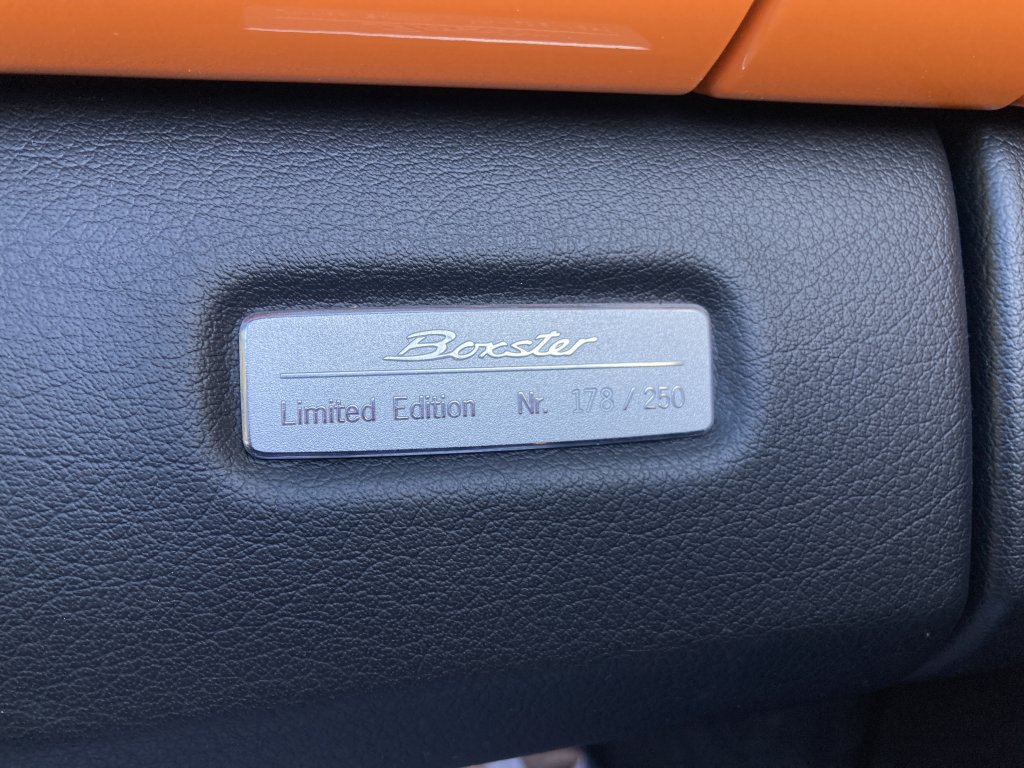 Boxster
Limited Edition Nr. 178 / 250